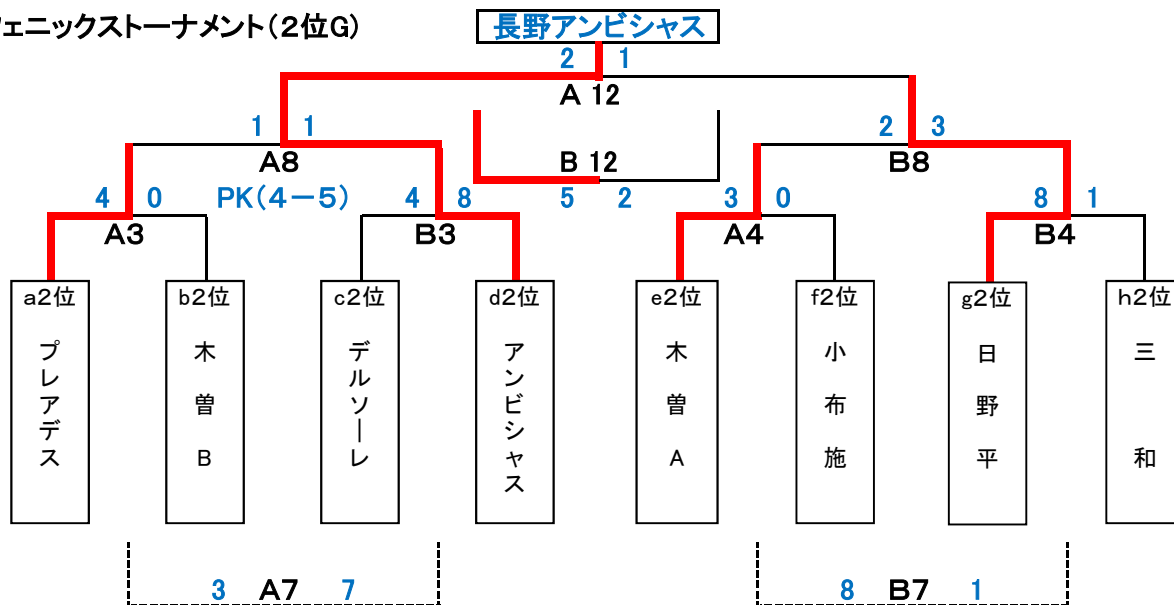 ェニックストーナメント(2位G)
長野アンビシャス
2 1
A 12
1 1
A8
PK(4-5)
B 12
5 2
2 3
B8
4 0
A3
4 8
B3
3 0
A4
8 1
B4
a2位 b2位 c2位 d2位 e2位 f2位 g2位 h2位
プレアデス
木曽B
デルソーレ
アンビシャス
木曽A
小布施
日野平
三和
3 A7 7
8 B7 1